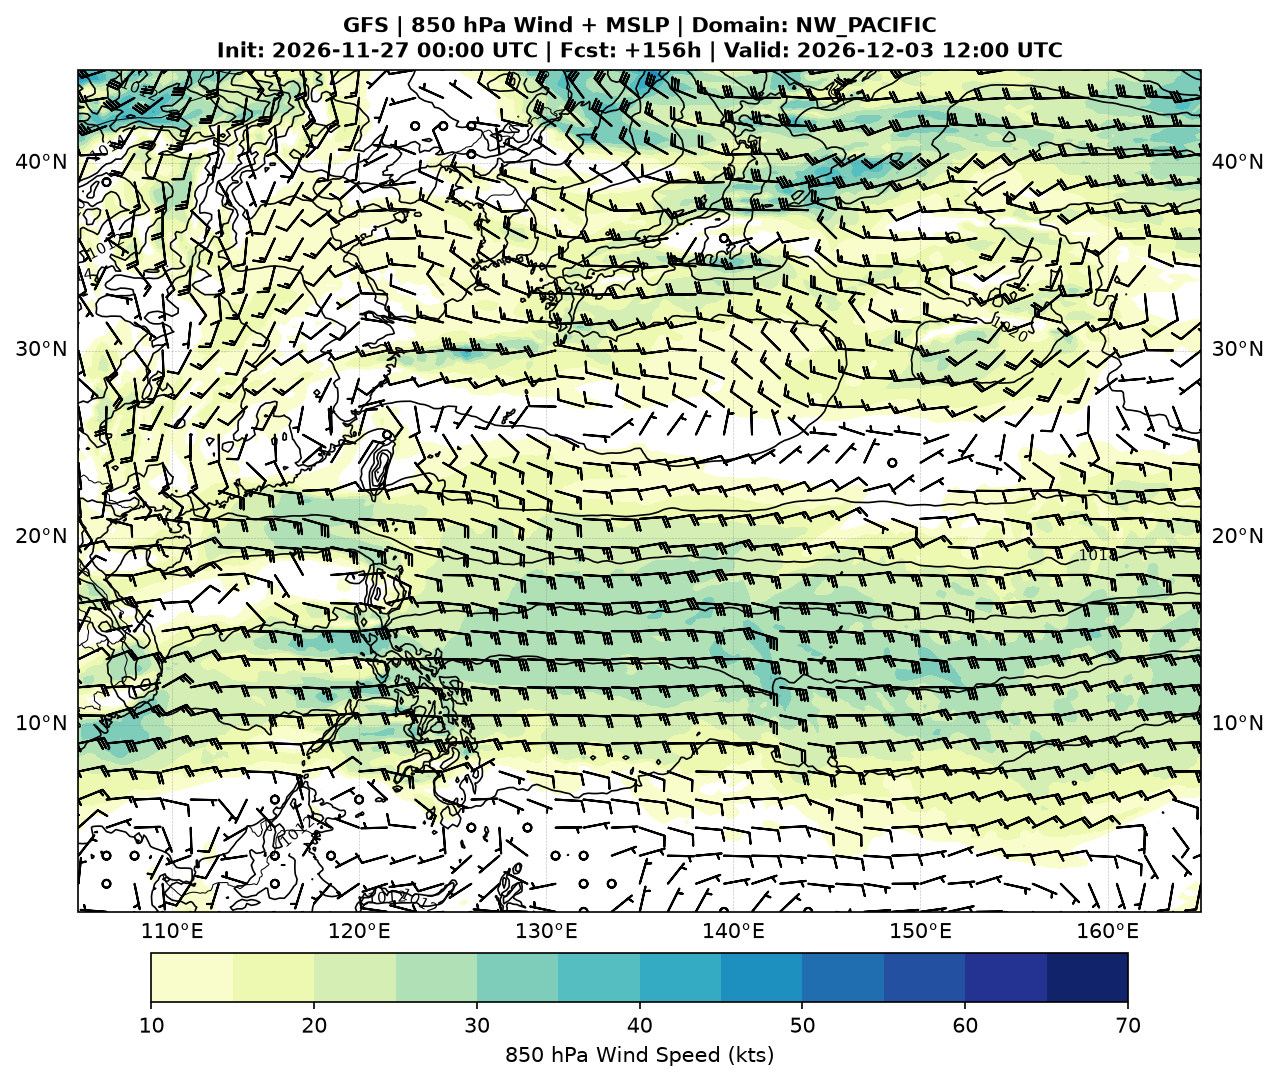 GFS | 850 hPa Wind + MSLP | Domain: NW_PACIFIC
Init: 2026-11-27 00:00 UTC | Fcst: +156h | Valid: 2026-12-03 12:00 UTC
40°N 40°N
30°N 30°N
1020
20°N 20°N
10°N 10°N
1012
110°E 120°E 130°E 140°E 150°E 160°E
10 20 30 40 50 60 70
850 hPa Wind Speed (kts)